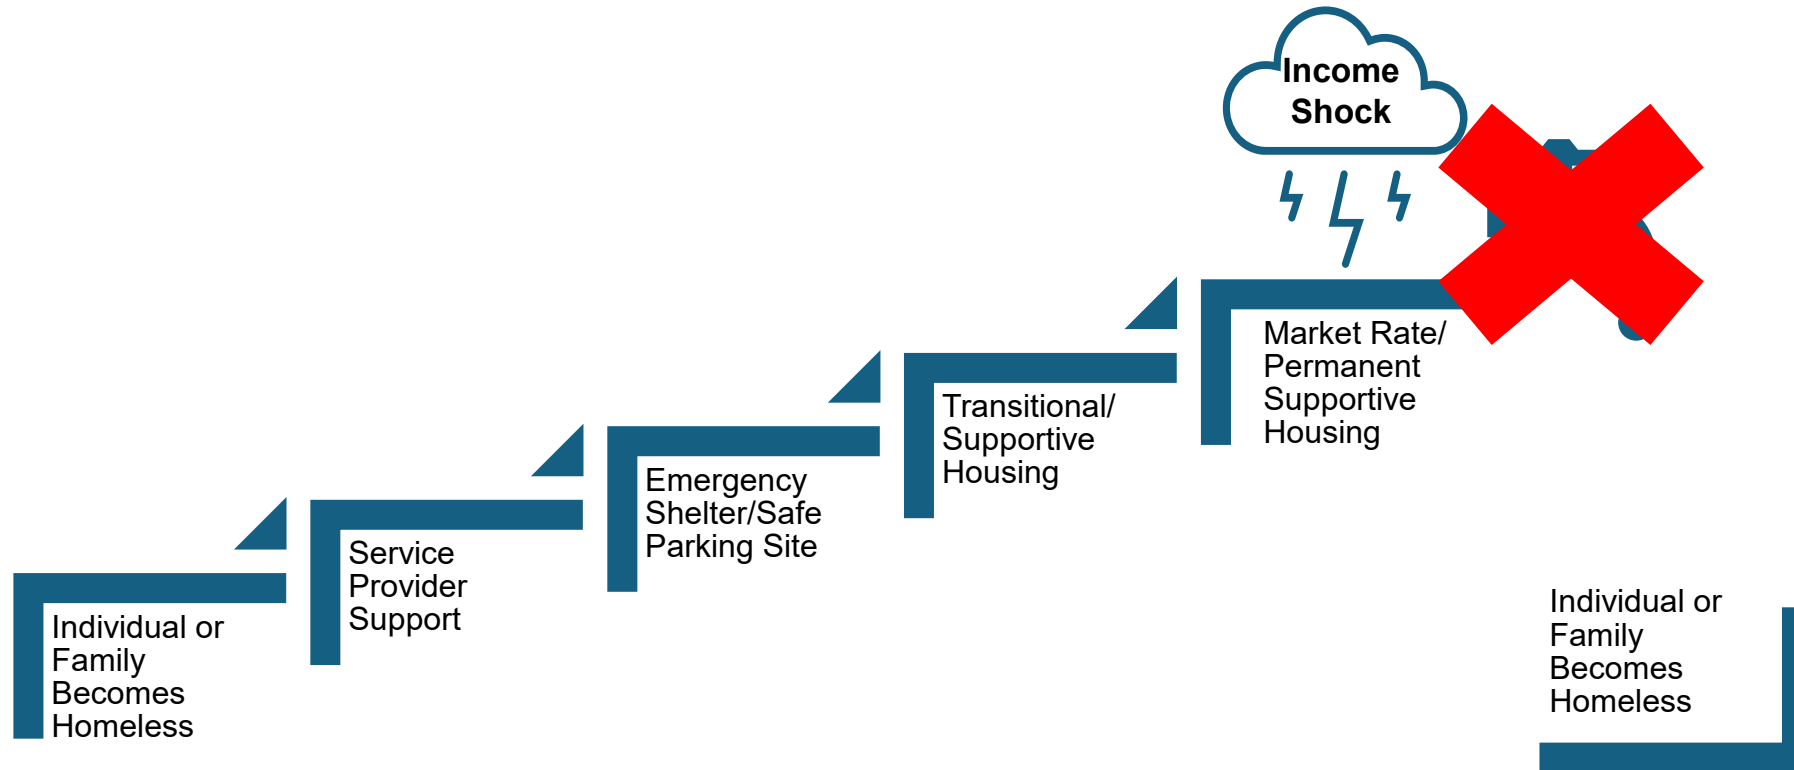 Income
Shock
Market Rate/
Permanent
Supportive
Housing
Transitional/
Supportive
Housing
Emergency
Shelter/Safe
Parking Site
Service
Provider
Support
Individual or
Family
Becomes
Homeless
Individual or
Family
Becomes
Homeless